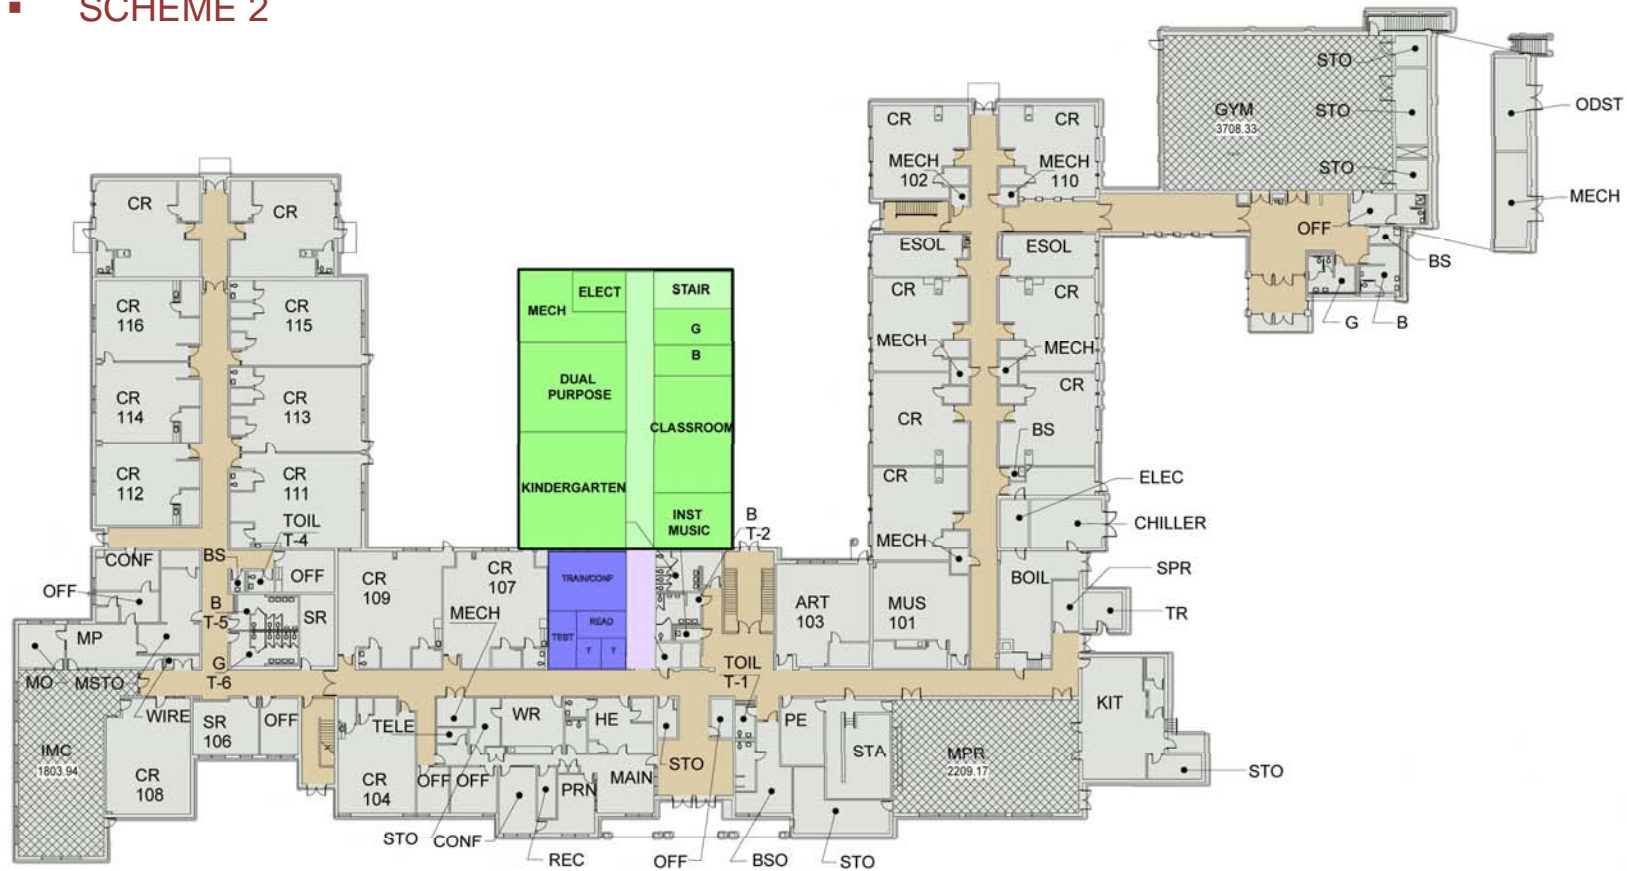 ▪ SCHEME 2
STO
GYM
3708.33
STO
ODST
STO
MECH
OFF
BS
G
B
CR
CR
MECH
102
MECH
110
ESOL
ESOL
CR
CR
MECH
MECH
CR
CR
BS
CR
ELEC
CHILLER
MECH
BOIL
SPR
TR
CR
CR
CR
116
CR
115
CR
114
CR
113
CR
112
CR
111
TOIL
T-4
BS
CONF
OFF
OFF
B
T-5
SR
MP
G
T-6
MO
MSTO
WIRE
IMC
1803.94
SR
106
OFF
CR
108
MECH
ELECT
STAIR
G
B
DUAL
PURPOSE
CLASSROOM
KINDERGARTEN
INST
MUSIC
B
T-2
CR
109
CR
107
MECH
TRAIN/CONF
READ
TEST
T
T
ART
103
MUS
101
TOIL
T-1
TELE
WR
HE
PE
STA
MPR
2209.17
KIT
STO
CR
104
OFF
OFF
PRN
MAIN
STO
STO
CONF
REC
OFF
BSO
STO